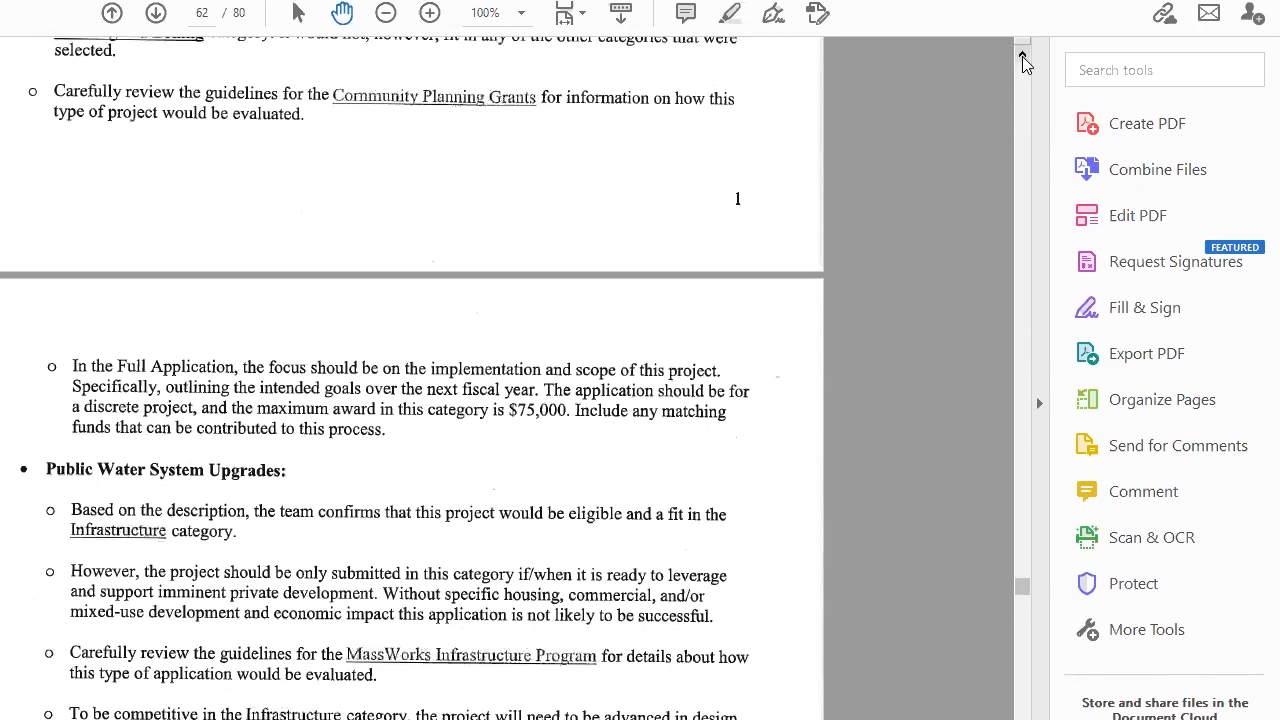 62 / 80
100%
categories that were
selected.
o Carefully review the guidelines for the Community Planning Grants for information on how this
type of project would be evaluated.
1
o In the Full Application, the focus should be on the implementation and scope of this project.
Specifically, outlining the intended goals over the next fiscal year. The application should be for
a discrete project, and the maximum award in this category is $75,000. Include any matching
funds that can be contributed to this process.
• Public Water System Upgrades:
o Based on the description, the team confirms that this project would be eligible and a fit in the
Infrastructure category.
o However, the project should be only submitted in this category if/when it is ready to leverage
and support imminent private development. Without specific housing, commercial, and/or
mixed-use development and economic impact this application is not likely to be successful.
o Carefully review the guidelines for the MassWorks Infrastructure Program for details about how
this type of application would be evaluated.
o To be competitive in the Infrastructure category, the project will need to be advanced in design
Search tools
Create PDF
Combine Files
Edit PDF
FEATURED
Request Signatures
Fill & Sign
Export PDF
Organize Pages
Send for Comments
Comment
Scan & OCR
Protect
More Tools
Store and share files in the
Document Cloud